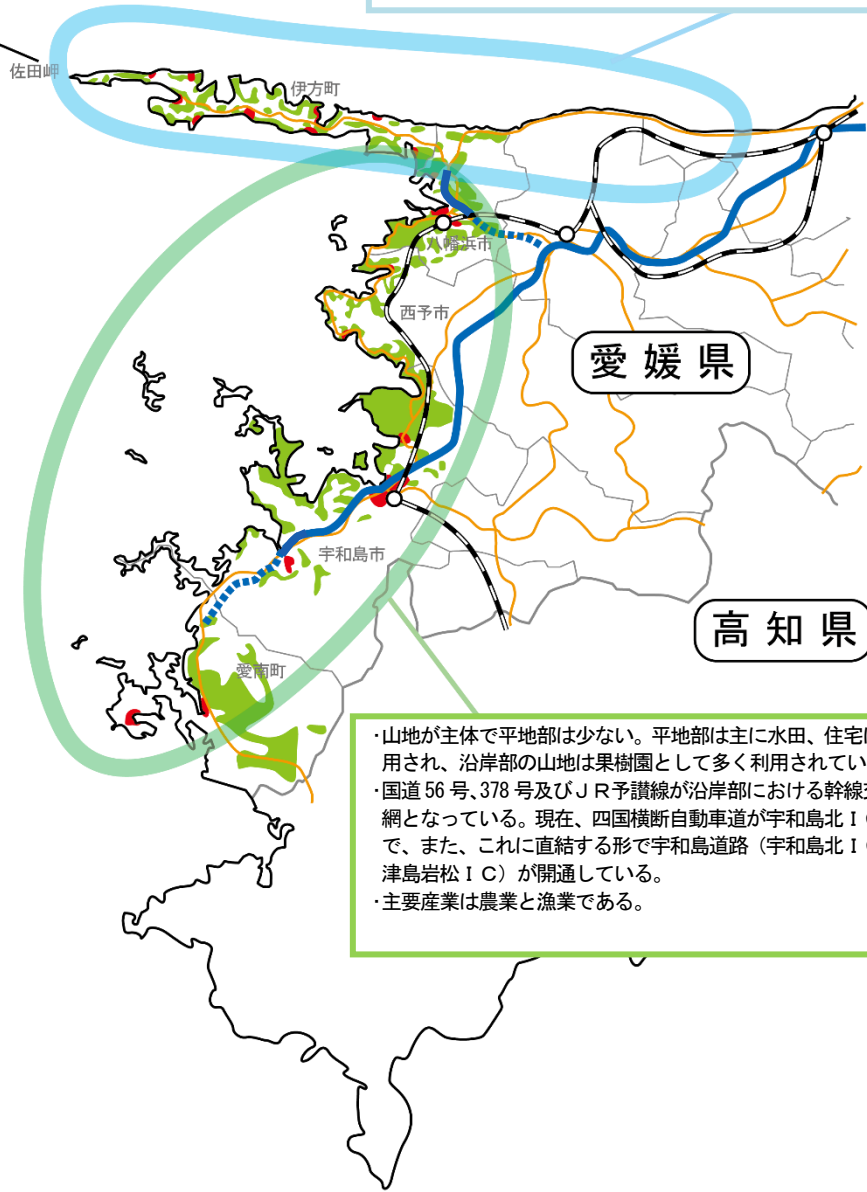 佐田岬
伊方町
八幡浜市
西予市
愛媛県
宇和島市
高知県
愛南町
・山地が主体で平地部は少ない。平地部は主に水田、住宅
用され、沿岸部の山地は果樹園として多く利用されてい
・国道56号、378号及びＪＲ予讃線が沿岸部における幹線
網となっている。現在、四国横断自動車道が宇和島北ＩＣ
で、また、これに直結する形で宇和島道路（宇和島北ＩＣ
津島岩松ＩＣ）が開通している。
・主要産業は農業と漁業である。